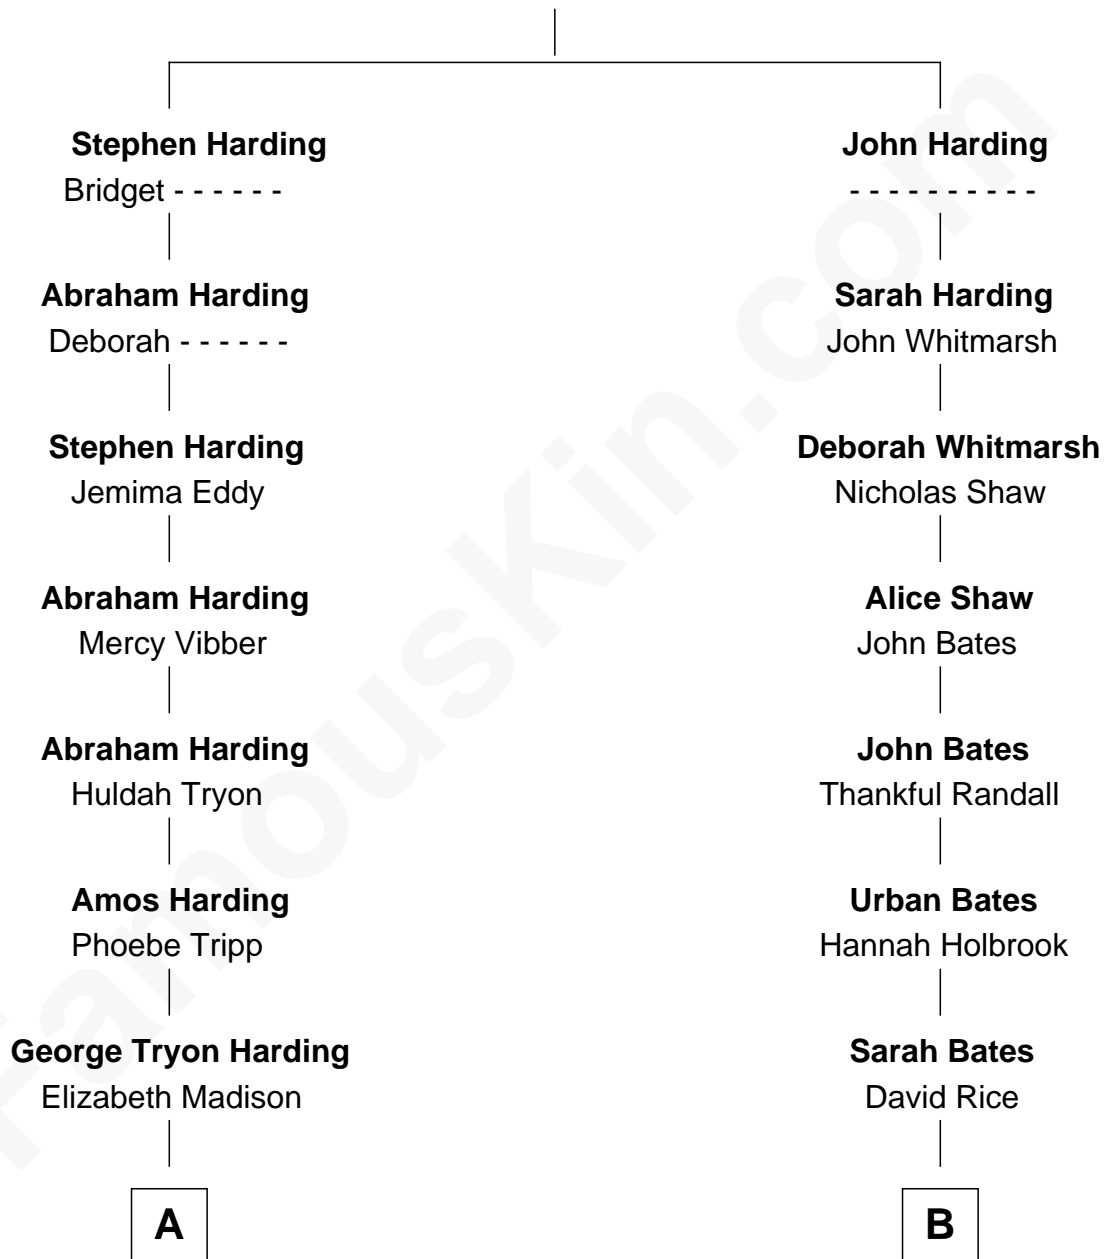 Stephen Harding
Bridget - - - - - -
Abraham Harding
Deborah - - - - - -
Stephen Harding
Jemima Eddy
Abraham Harding
Mercy Vibber
Abraham Harding
Huldah Tryon
Amos Harding
Phoebe Tripp
George Tryon Harding
Elizabeth Madison
A
John Harding
- - - - - - - - - -
Sarah Harding
John Whitmarsh
Deborah Whitmarsh
Nicholas Shaw
Alice Shaw
John Bates
John Bates
Thankful Randall
Urban Bates
Hannah Holbrook
Sarah Bates
David Rice
B
FamousKin.com